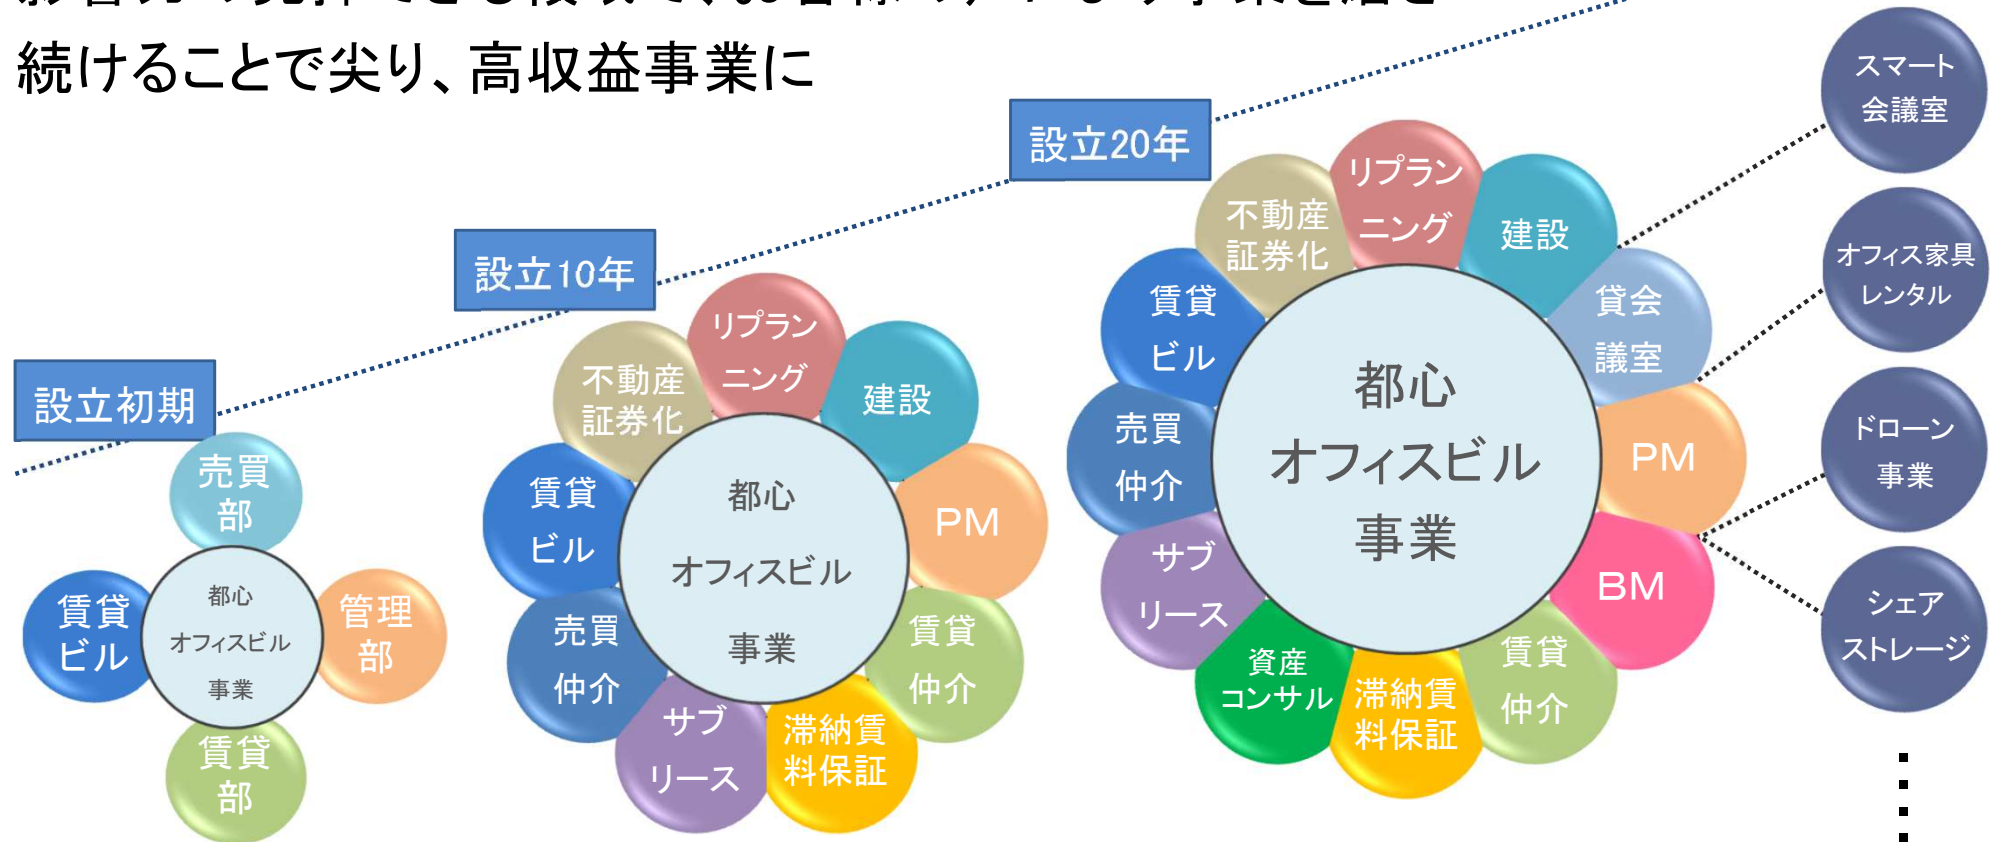 続けることで尖り、高収益事業に
設立初期
売買
部
賃貸
ビル
都心
オフィスビル
事業
管理
部
賃貸
部
設立10年
リプラン
ニング
不動産
証券化
建設
賃貸
ビル
都心
オフィスビル
事業
PM
売買
仲介
賃貸
仲介
サブ
リース
滞納賃
料保証
設立20年
リプラン
ニング
不動産
証券化
建設
賃貸
ビル
貸会
議室
都心
オフィスビル
事業
売買
仲介
PM
サブ
リース
BM
資産
コンサル
滞納賃
料保証
賃貸
仲介
スマート
会議室
オフィス家具
レンタル
ドローン
事業
シェア
ストレージ